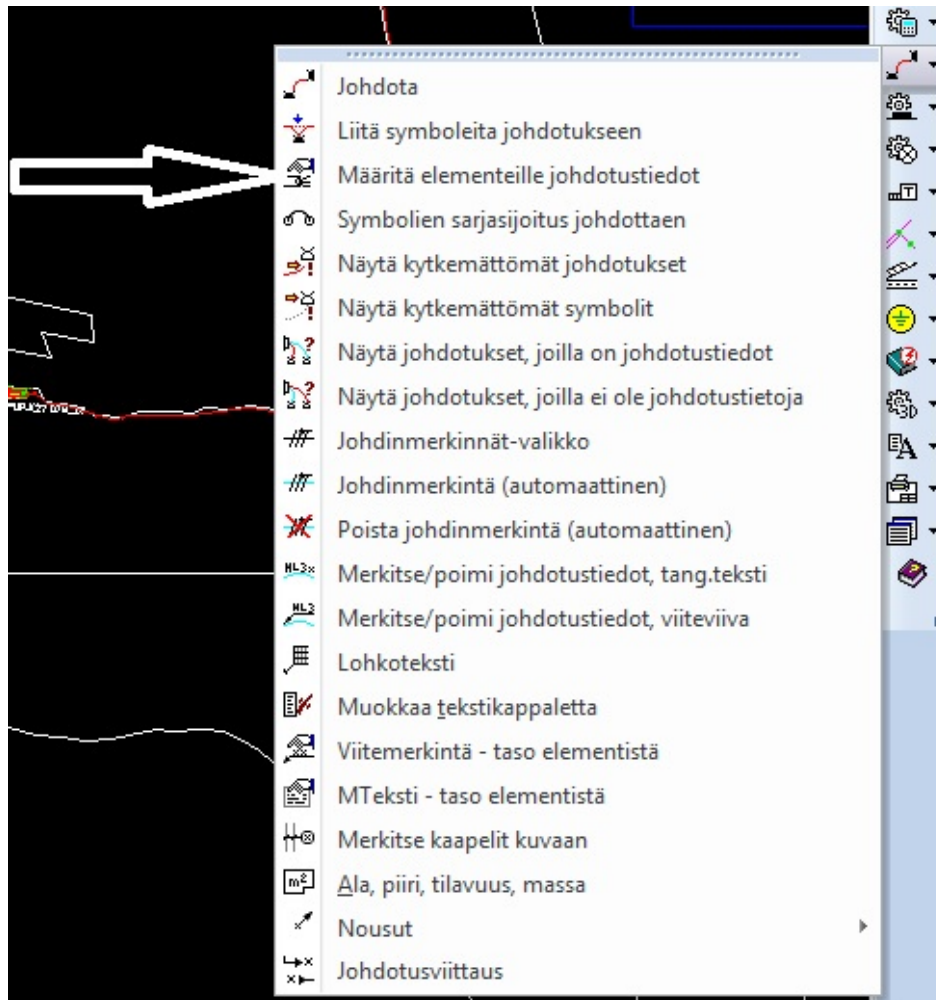 Johdota
Liitä symboleita johdotukseen
Määritä elementeille johdotustiedot
Symbolien sarjasijoitus johdottaen
Näytä kytkemättömät johdotukset
Näytä kytkemättömät symbolit
Näytä johdotukset, joilla on johdotustiedot
Näytä johdotukset, joilla ei ole johdotustietoja
Johdinmerkinnät-valikko
Johdinmerkintä (automaattinen)
Poista johdinmerkintä (automaattinen)
Merkitse/poimi johdotustiedot, tang.teksti
Merkitse/poimi johdotustiedot, viiteviiva
Lohkoteksti
Muokkaa tekstikappaletta
Viitemerkintä - taso elementistä
MTeksti - taso elementistä
Merkitse kaapelit kuvaan
m²
Ala, piiri, tilavuus, massa
Nousut
Johdotusviittaus